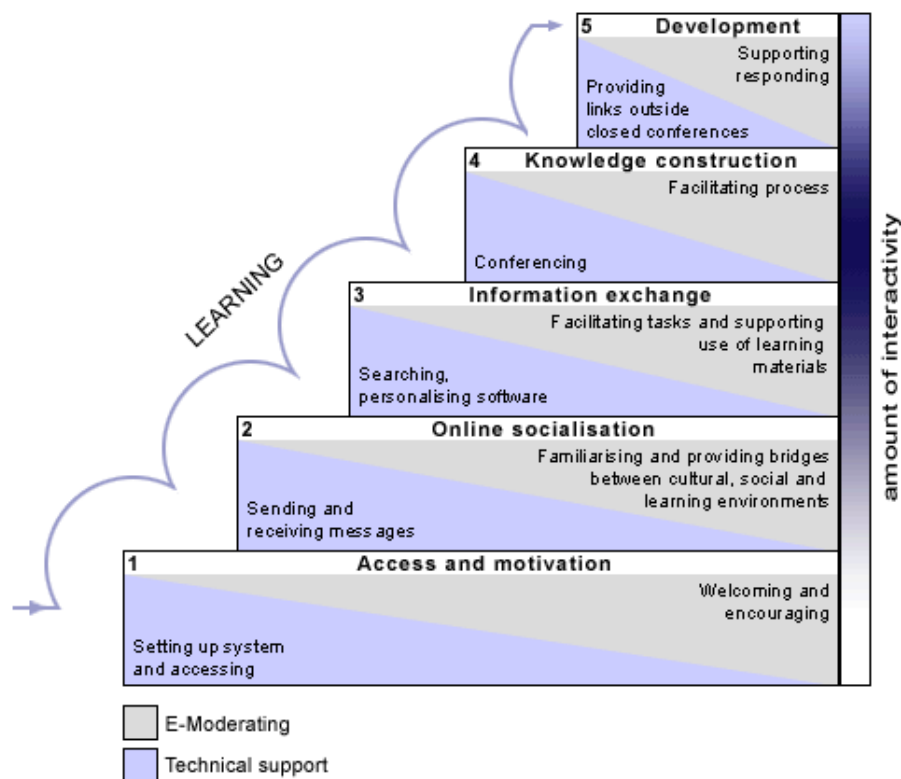 5 Development
Supporting
responding
Providing
links outside
closed conferences
4 Knowledge construction
Facilitating process
Conferencing
3 Information exchange
Facilitating tasks and supporting
use of learning
materials
Searching,
personalising software
2 Online socialisation
Familiarising and providing bridges
between cultural, social and
learning environments
Sending and
receiving messages
1 Access and motivation
Welcoming and
encouraging
Setting up system
and accessing
LEARNING
amount of interactivity
E-Moderating
Technical support